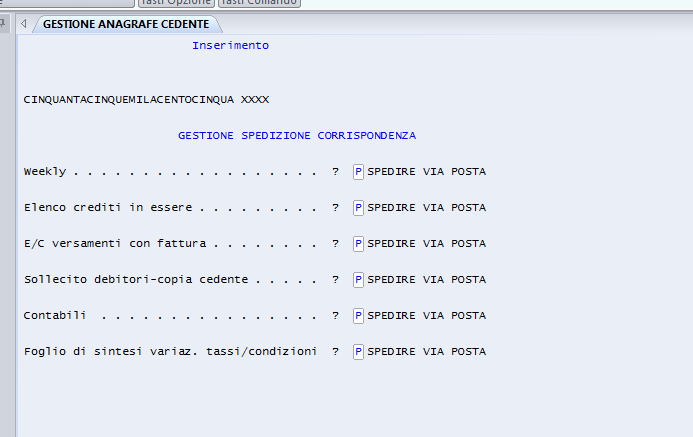 Tasti Opzione Tasti Comando
GESTIONE ANAGRAFE CEDENTE
Inserimento
CINQUANTACINQUEMILACENTOCINQUA XXXX
GESTIONE SPEDIZIONE CORRISPONDENZA
Weekly . . . . . . . . . . . . . . . . . . ? P SPEDIRE VIA POSTA
Elenco crediti in essere . . . . . . . . . ? P SPEDIRE VIA POSTA
E/C versamenti con fattura . . . . . . . . ? P SPEDIRE VIA POSTA
Sollecito debitori-copia cedente . . . . . ? P SPEDIRE VIA POSTA
Contabili . . . . . . . . . . . . . . . . ? P SPEDIRE VIA POSTA
Foglio di sintesi variaz. tassi/condizioni ? P SPEDIRE VIA POSTA